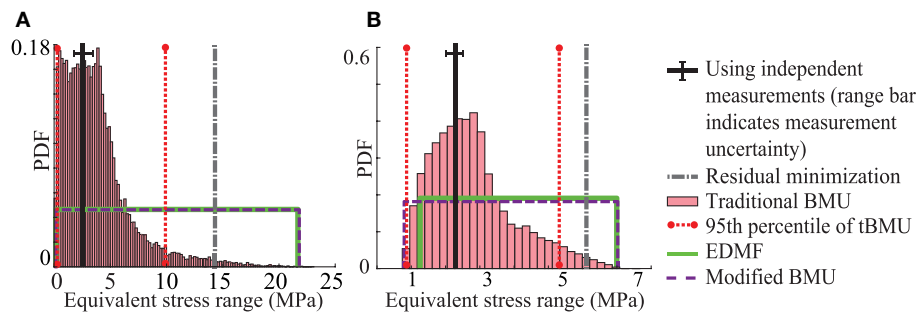 A
0.18
PDF
0
0 5 10 15 20 25
Equivalent stress range (MPa)
B
0.6
PDF
0
1 3 5 7
Equivalent stress range (MPa)
Using independent
measurements (range bar
indicates measurement
uncertainty)
Residual minimization
Traditional BMU
95th percentile of tBMU
EDMF
Modified BMU